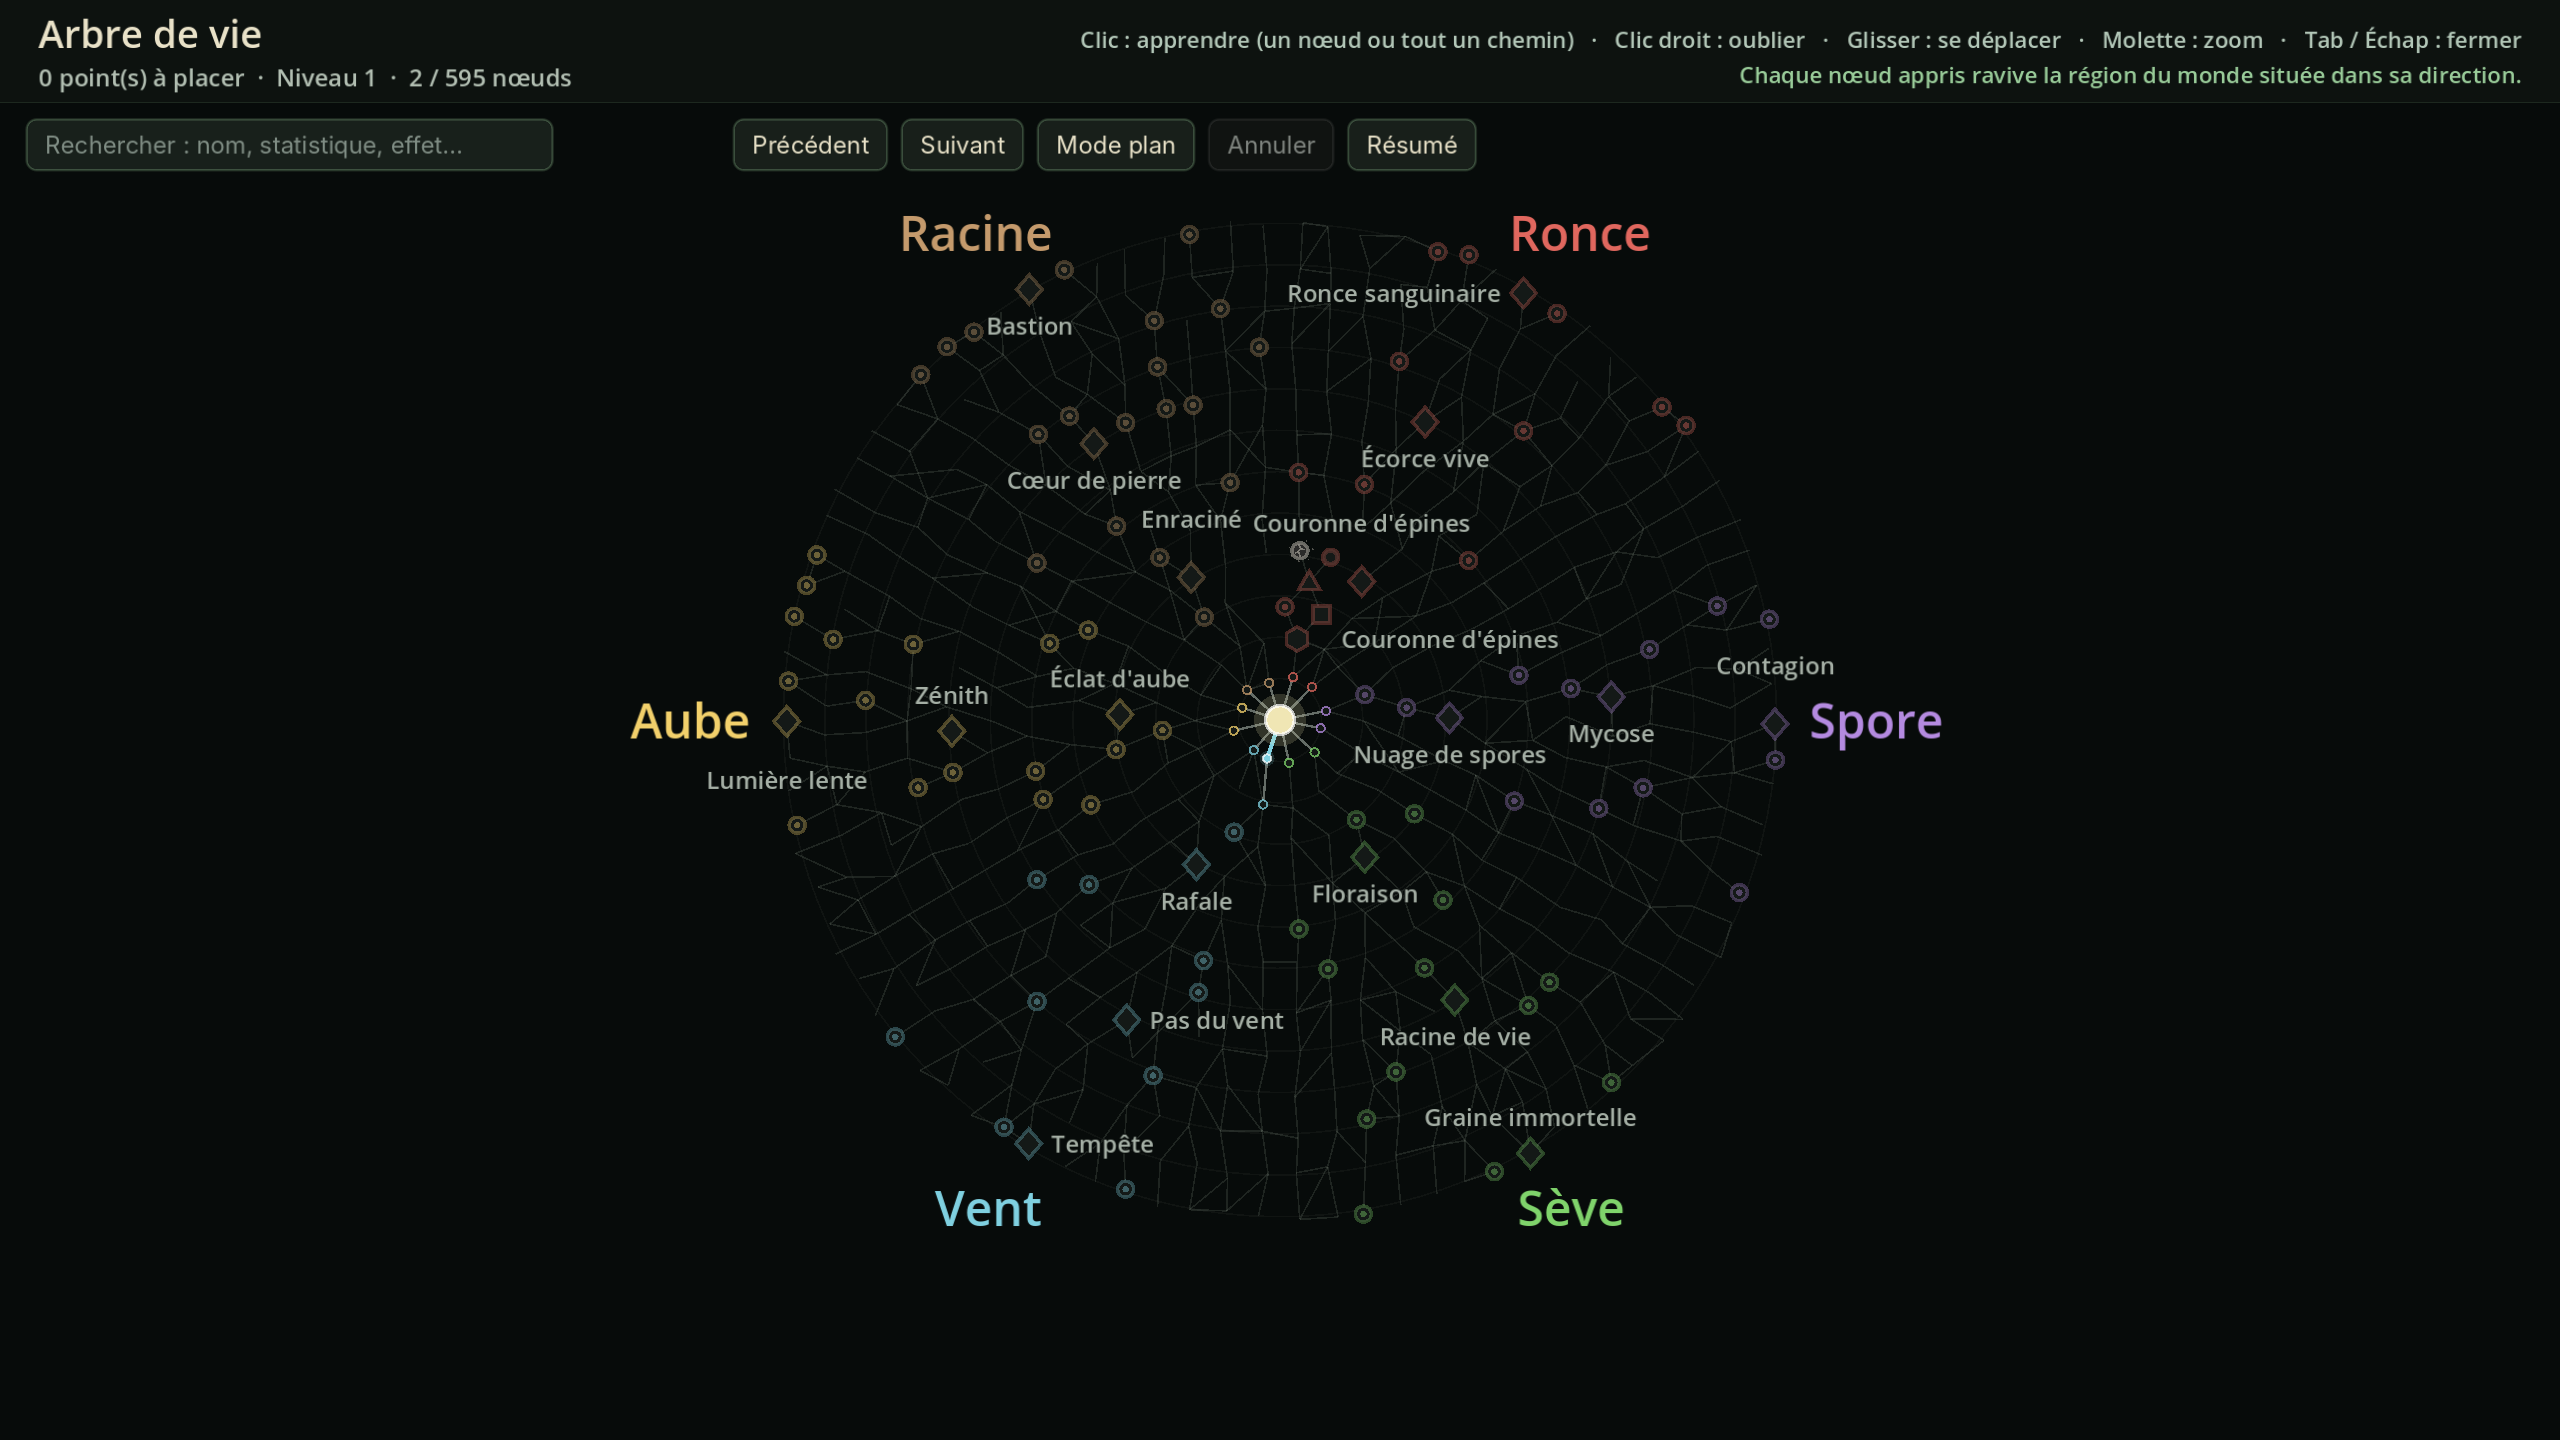 Arbre de vie
0 point(s) à placer · Niveau 1 · 2 / 595 nœuds
Clic : apprendre (un nœud ou tout un chemin) · Clic droit : oublier · Glisser : se déplacer · Molette : zoom · Tab / Échap : fermer
Chaque nœud appris ravive la région du monde située dans sa direction.
Rechercher : nom, statistique, effet...
Précédent
Suivant
Mode plan
Annuler
Résumé
Racine
Ronce
Ronce sanguinaire
Bastion
Écorce vive
Cœur de pierre
Enraciné
Couronne d'épines
Couronne d'épines
Contagion
Éclat d'aube
Zénith
Aube
Spore
Mycose
Nuage de spores
Lumière lente
Floraison
Rafale
Pas du vent
Racine de vie
Graine immortelle
Tempête
Vent
Sève